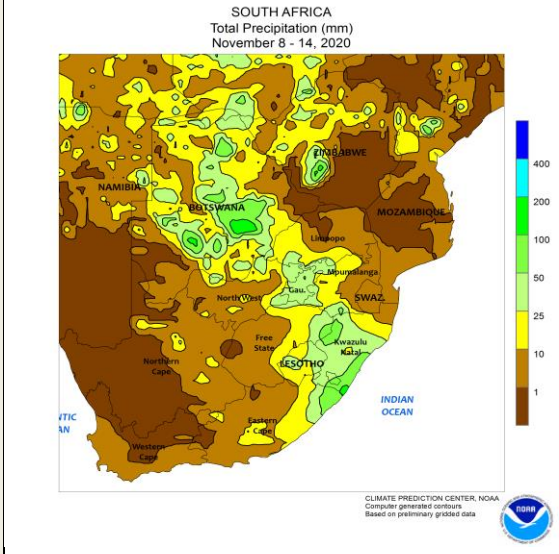 SOUTH AFRICA
Total Precipitation (mm)
November 8 - 14, 2020
ZIMBABWE
NAMIBIA
BOTSWANA
MOZAMBIQUE
Limpopo
Mpumalanga
Gau.
North West
SWAZ.
Free
State
Kwazulu
Natal
LESOTHO
Northern
Cape
Eastern
Cape
Western
Cape
INDIAN
OCEAN
NTIC
AN
400
200
100
50
25
10
1
CLIMATE PREDICTION CENTER, NOAA
Computer generated contours
Based on preliminary gridded data
NOAA